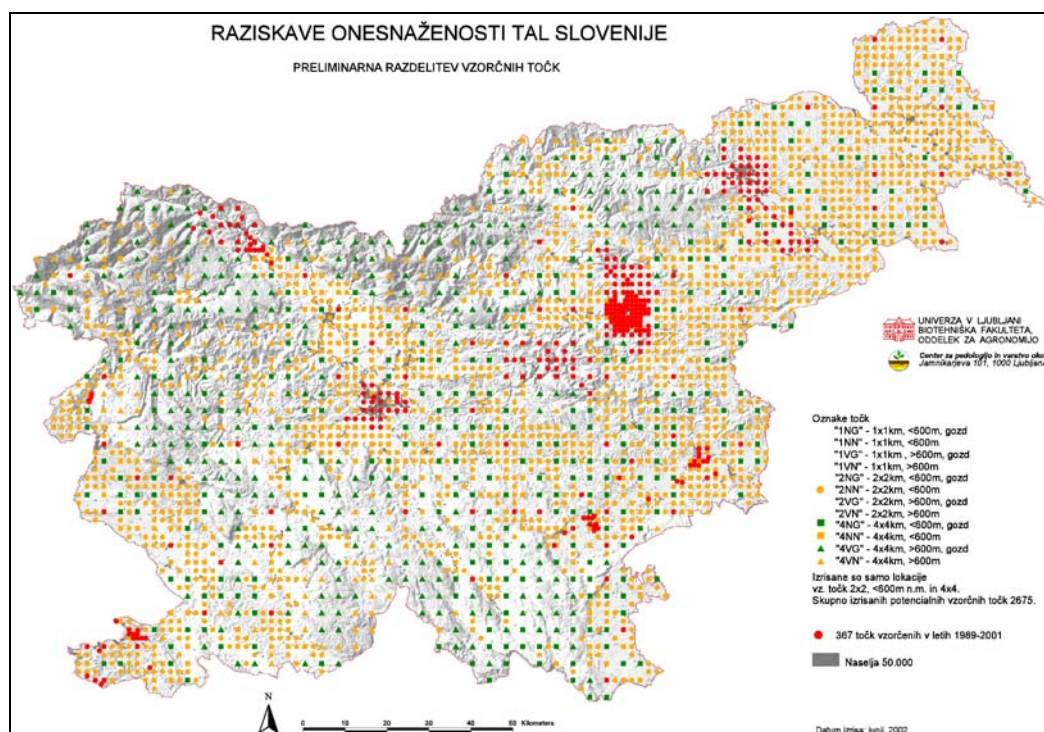 RAZISKAVE ONESNAŽENOSTI TAL SLOVENIJE
PRELIMINARNA RAZDELITEV VZORČNIH TOČK
UNIVERZA V LJUBLJANI
BIOTEHNIŠKA FAKULTETA,
ODDELEK ZA AGRONOMIJO
Center za pedologijo in varstvo oko
Jamnikarjeva 101, 1000 Ljubljana
Oznake točk
"1NG" - 1x1km, <600m, gozd
"1NN" - 1x1km, <600m
"1VG" - 1x1km , >600m, gozd
"1VN" - 1x1km, >600m
"2NG" - 2x2km, <600m, gozd
"2NN" - 2x2km, <600m
"2VG" - 2x2km, >600m, gozd
"2VN" - 2x2km, >600m
"4NG" - 4x4km, <600m, gozd
"4NN" - 4x4km, <600m
"4VG" - 4x4km, >600m, gozd
"4VN" - 4x4km, >600m
Izrisane so samo lokacije
vz. točk 2x2, <600m n.m. in 4x4.
Skupno izrisanih potencialnih vzorčnih točk 2675.
367 točk vzorčenih v letih 1989-2001
Naselja 50.000
N
0 10 20 30 40 50 Kilometers
Datum izrisa: junij, 2002